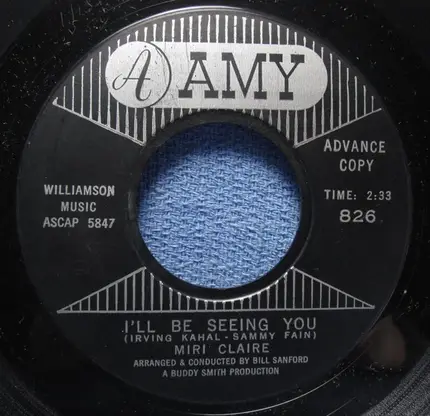 A AMY
ADVANCE
COPY
WILLIAMSON
MUSIC
ASCAP 5847
TIME: 2:33
826
I'LL BE SEEING YOU
(IRVING KAHAL - SAMMY FAIN)
MIRI CLAIRE
ARRANGED & CONDUCTED BY BILL SANFORD
A BUDDY SMITH PRODUCTION